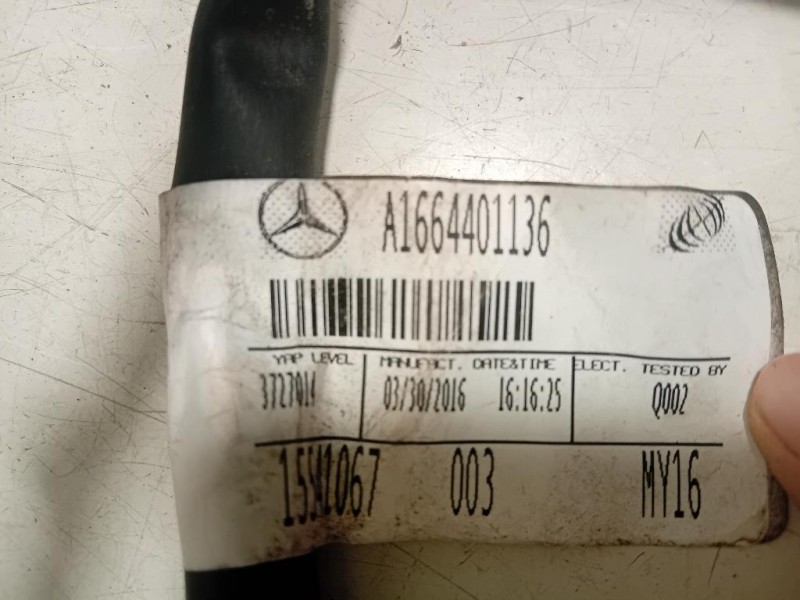 A1664401136
YAP LEVEL MANUFACT. DATE&TIME ELECT. TESTED BY
3727014 03/30/2016 16:16:25 Q002
003 MY16